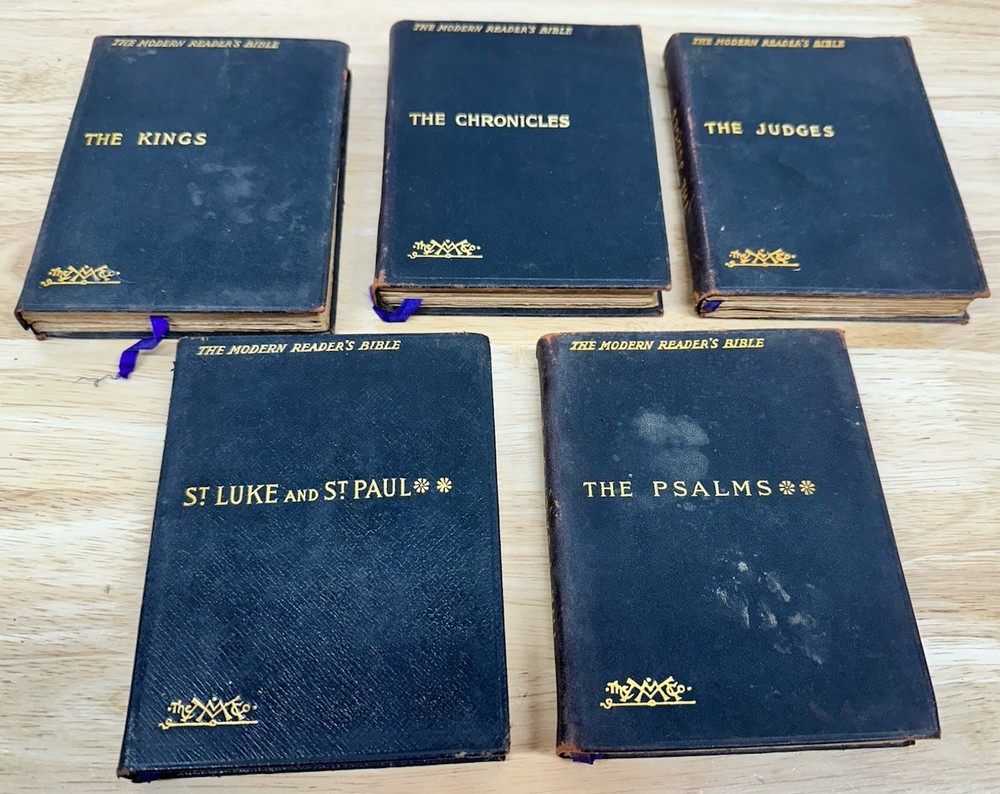 THE MODERN READER'S BIBLE
THE KINGS
THE MODERN READER'S BIBLE
THE CHRONICLES
THE MODERN READER'S BIBLE
THE JUDGES
THE MODERN READER'S BIBLE
ST LUKE AND ST PAUL**
THE MODERN READER'S BIBLE
THE PSALMS**